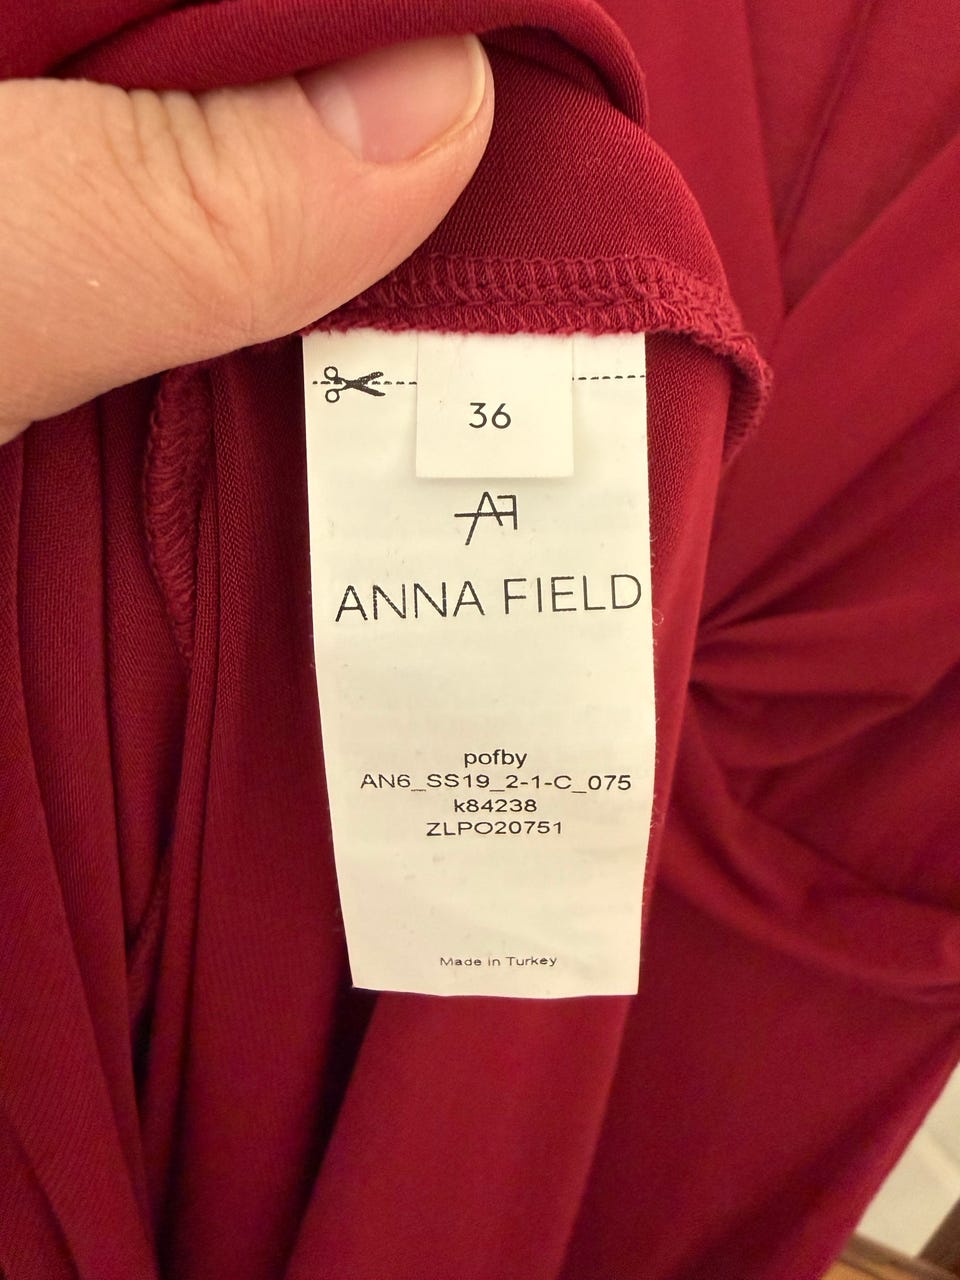 36
AF
ANNA FIELD
pofby
AN6_SS19_2-1-C_075
k84238
ZLPO20751
Made in Turkey